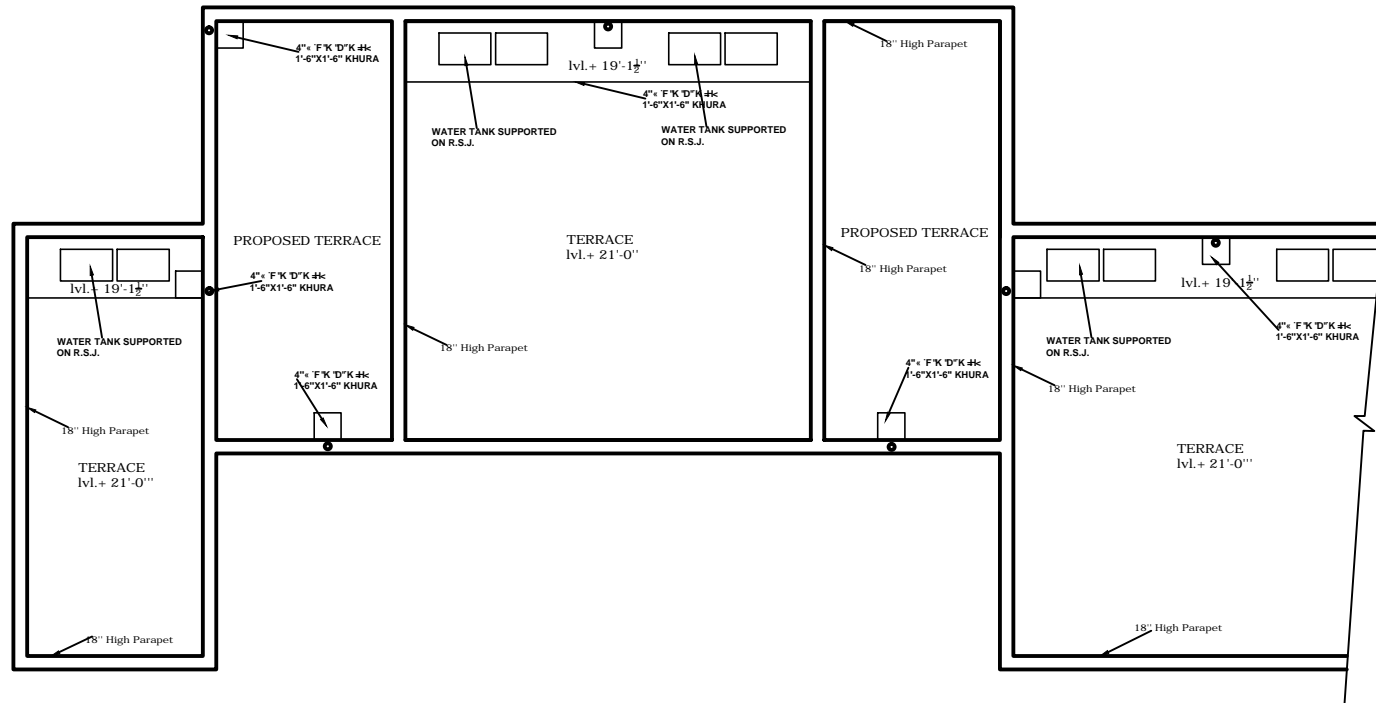 18'' High Parapet
4"
1'-6"X1'-6" KHURA
lvl.+ 19'-1½''
4"
1'-6"X1'-6" KHURA
WATER TANK SUPPORTED
ON R.S.J.
WATER TANK SUPPORTED
ON R.S.J.
PROPOSED TERRACE
TERRACE
lvl.+ 21'-0''
PROPOSED TERRACE
18'' High Parapet
4"
1'-6"X1'-6" KHURA
lvl.+ 19'-1½''
lvl.+ 19'-1½''
WATER TANK SUPPORTED
ON R.S.J.
18'' High Parapet
WATER TANK SUPPORTED
ON R.S.J.
4"
1'-6"X1'-6" KHURA
4"
1'-6"X1'-6" KHURA
4"
1'-6"X1'-6" KHURA
18'' High Parapet
18'' High Parapet
TERRACE
lvl.+ 21'-0'''
TERRACE
lvl.+ 21'-0'''
18'' High Parapet
18'' High Parapet